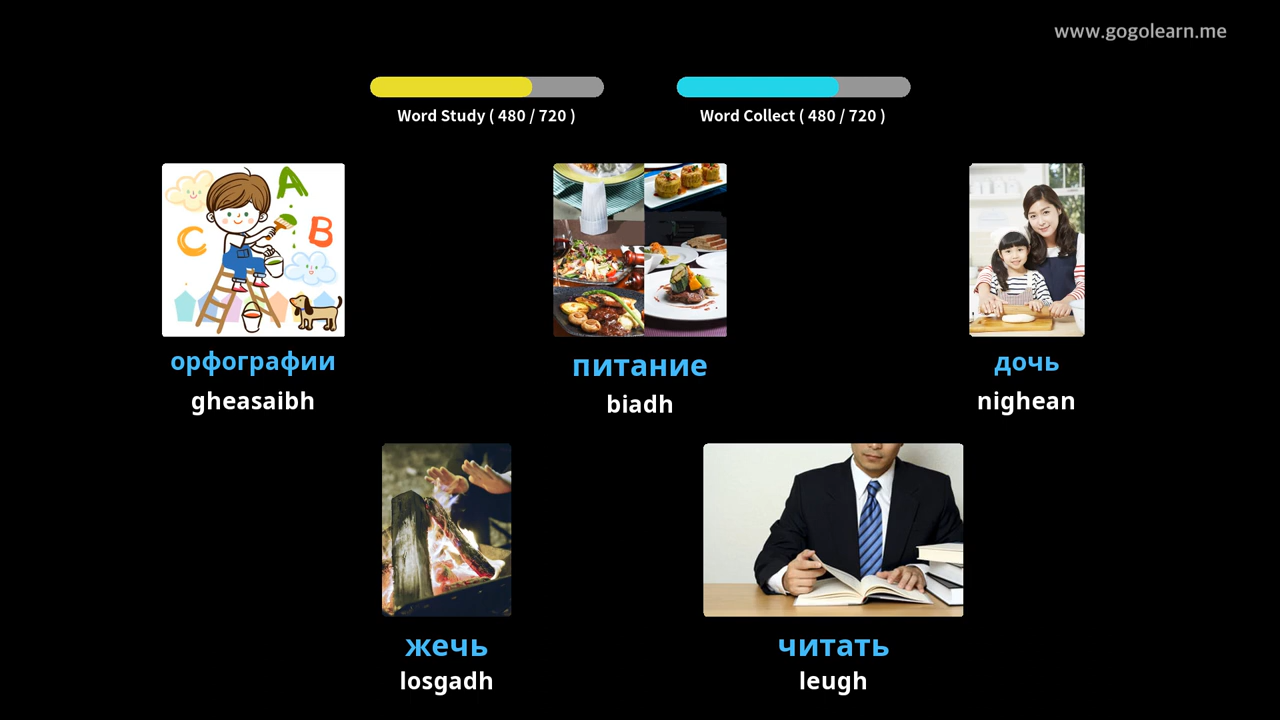 www.gogolearn.me
Word Study ( 480 / 720 )
Word Collect ( 480 / 720 )
A
B
C
орфографии
gheasaibh
питание
biadh
дочь
nighean
жечь
losgadh
читать
leugh